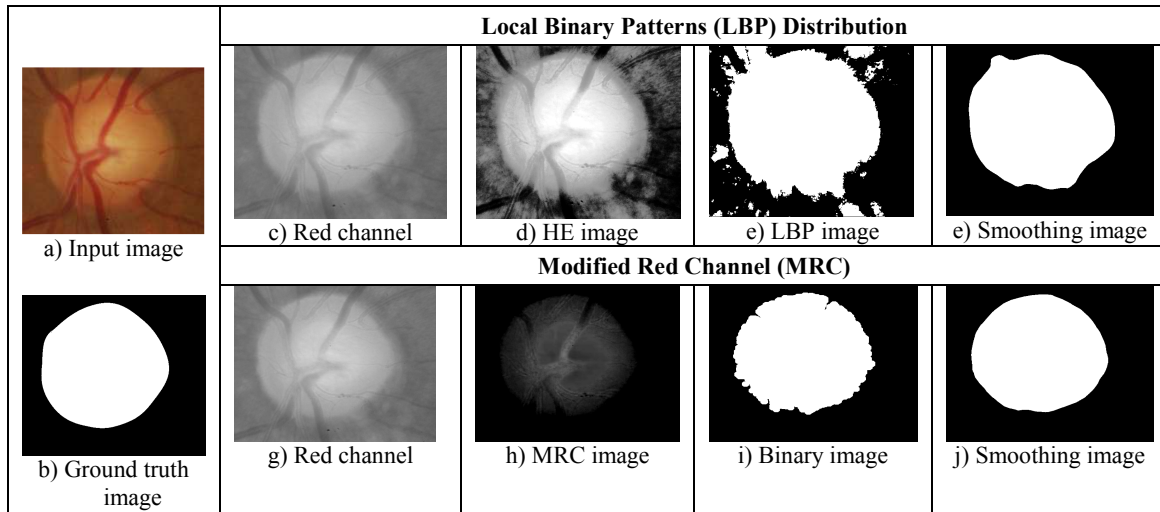 Local Binary Patterns (LBP) Distribution
a) Input image
c) Red channel
d) HE image
e) LBP image
e) Smoothing image
Modified Red Channel (MRC)
b) Ground truth
image
g) Red channel
h) MRC image
i) Binary image
j) Smoothing image